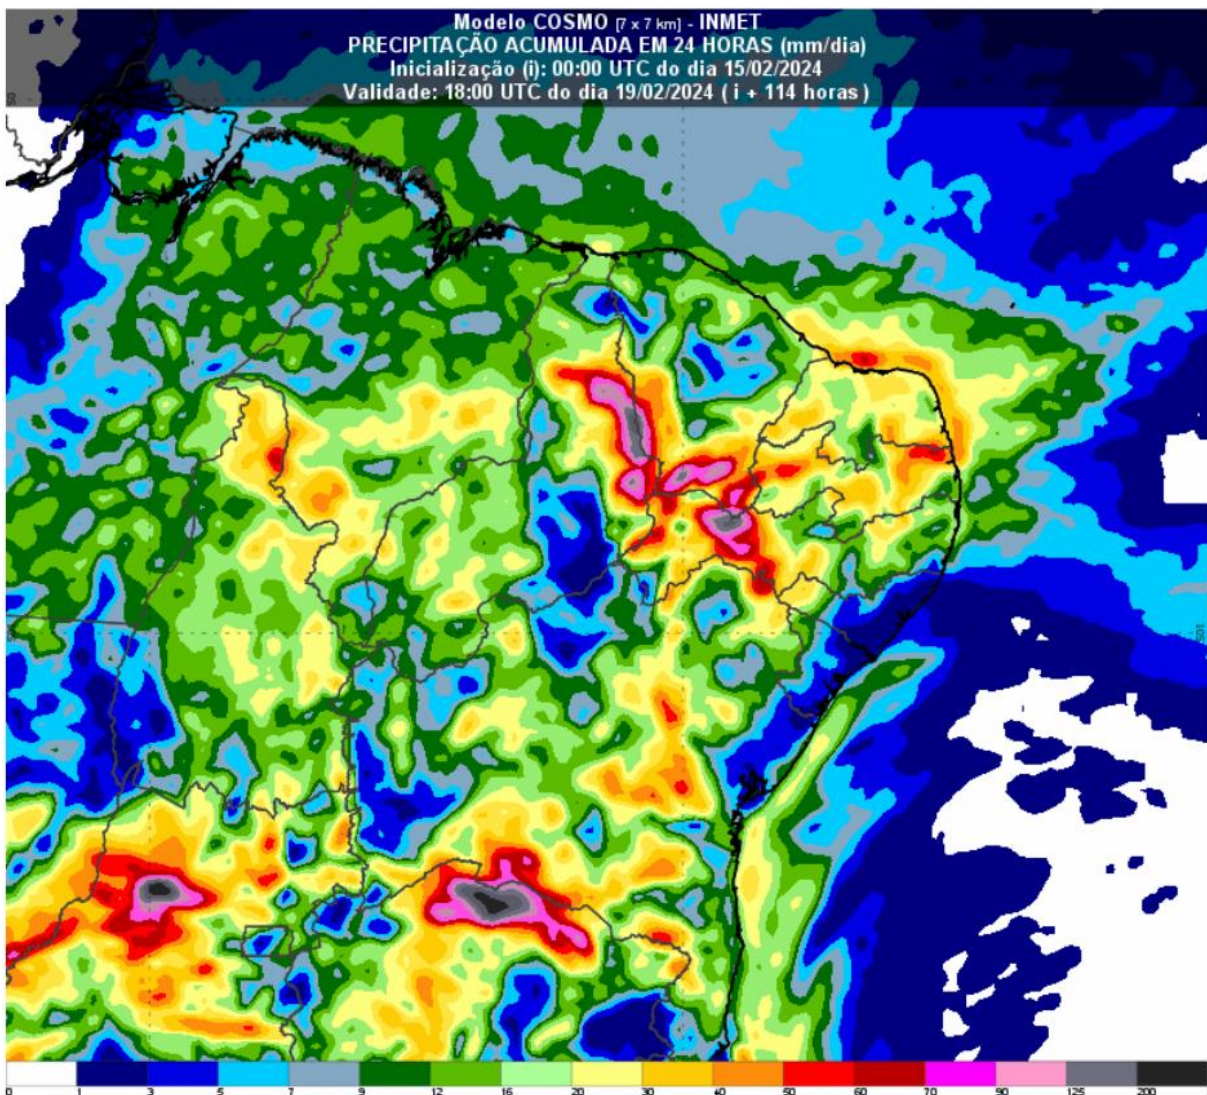 Modelo COSMO [7 x 7 km] - INMET
PRECIPITAÇÃO ACUMULADA EM 24 HORAS (mm/dia)
Inicialização (i): 00:00 UTC do dia 15/02/2024
Validade: 18:00 UTC do dia 19/02/2024 ( i + 114 horas )
10S
0 1 3 5 7 9 12 16 20 30 40 50 60 70 90 125 200